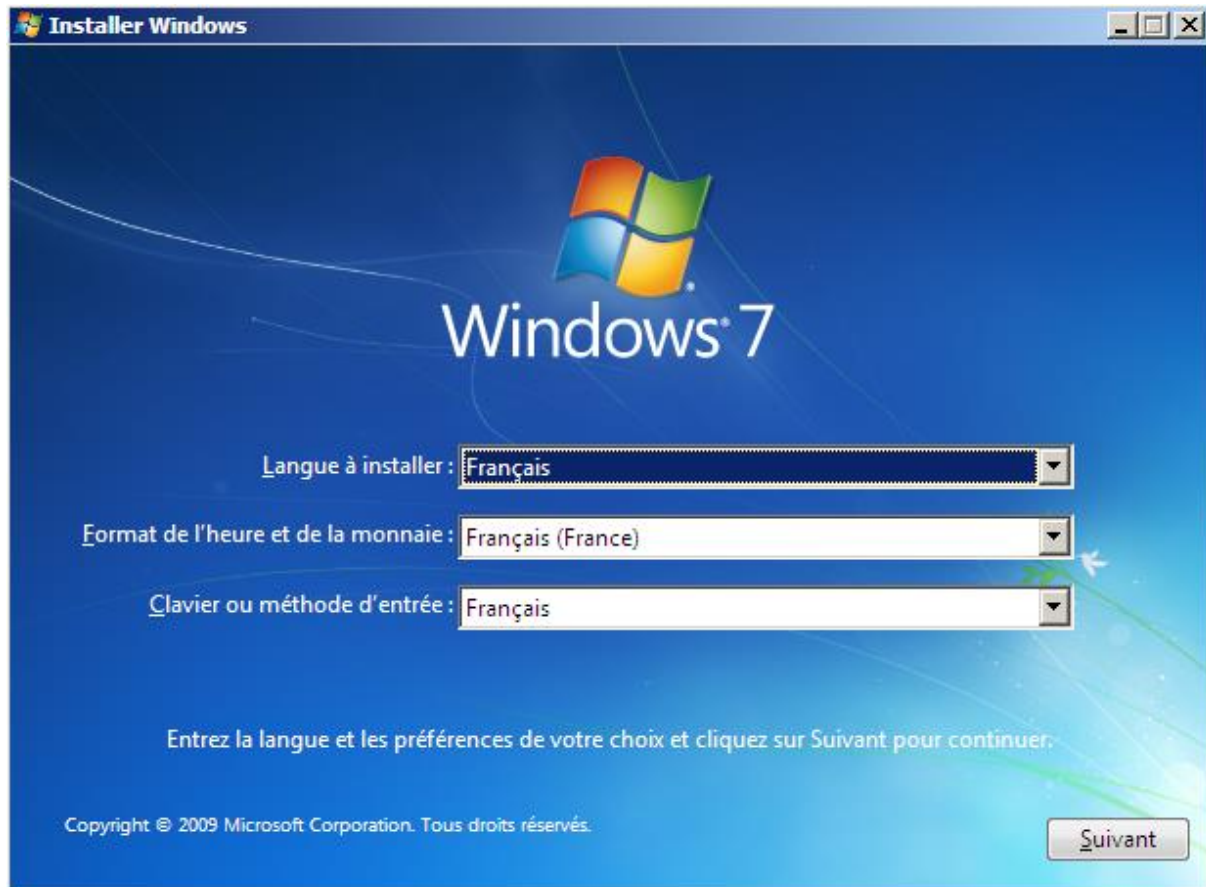 Installer Windows
Windows® 7
Langue à installer : Français
Format de l'heure et de la monnaie : Français (France)
Clavier ou méthode d'entrée : Français
Entrez la langue et les préférences de votre choix et cliquez sur Suivant pour continuer.
Copyright © 2009 Microsoft Corporation. Tous droits réservés.
Suivant